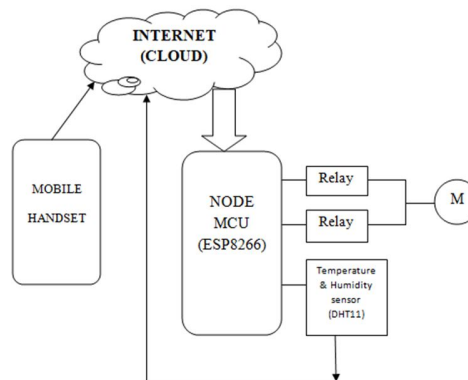 INTERNET
(CLOUD)
MOBILE
HANDSET
NODE
MCU
(ESP8266)
Relay
Relay
M
Temperature
& Humidity
sensor
(DHT11)